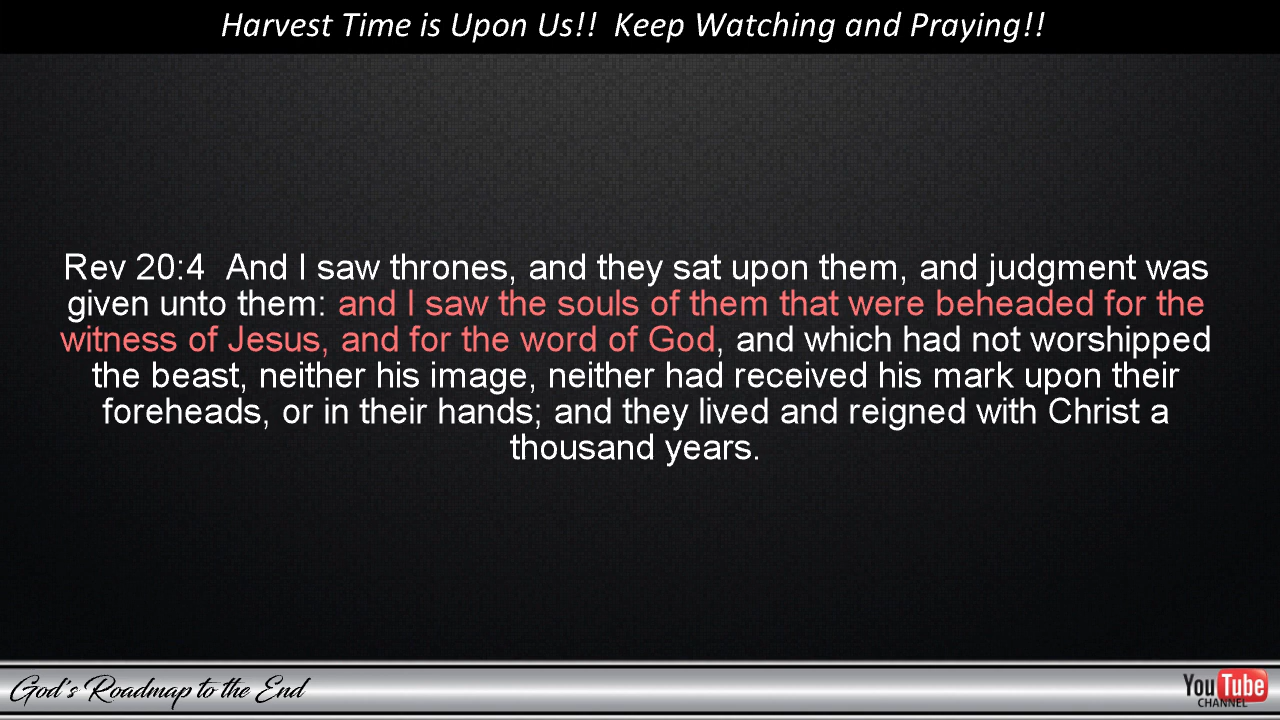 Harvest Time is Upon Us!!  Keep Watching and Praying!!
Rev 20:4  And I saw thrones, and they sat upon them, and judgment was
given unto them: and I saw the souls of them that were beheaded for the
witness of Jesus, and for the word of God, and which had not worshipped
the beast, neither his image, neither had received his mark upon their
foreheads, or in their hands; and they lived and reigned with Christ a
thousand years.
God's Roadmap to the End
YouTube
CHANNEL